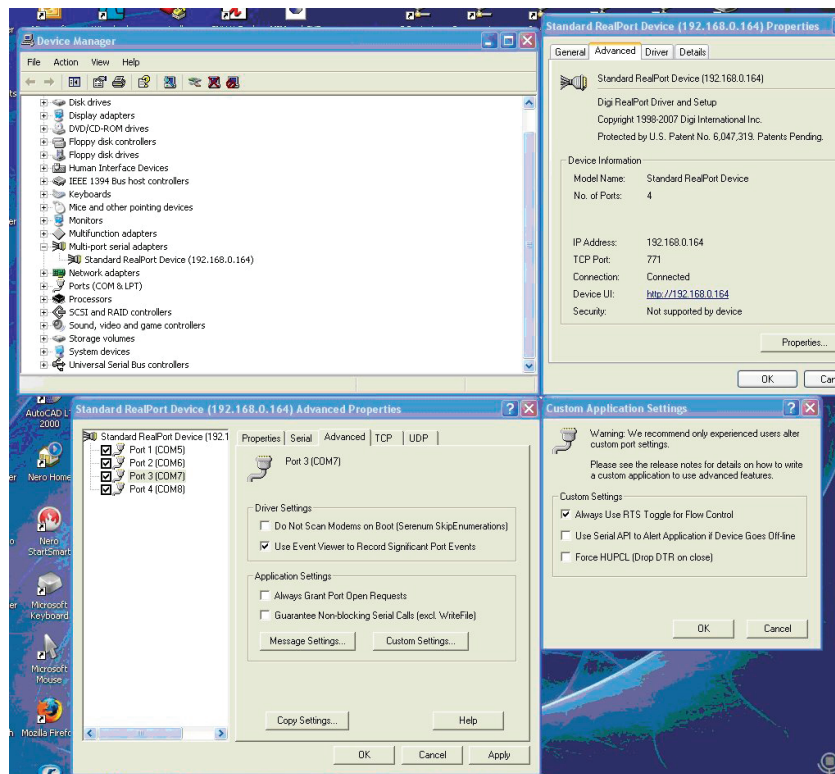 Device Manager
File Action View Help
Disk drives
Display adapters
DVD/CD-ROM drives
Floppy disk controllers
Floppy disk drives
Human Interface Devices
IEEE 1394 Bus host controllers
Keyboards
Mice and other pointing devices
Monitors
Multifunction adapters
Multi-port serial adapters
Standard RealPort Device (192.168.0.164)
Network adapters
Ports (COM & LPT)
Processors
SCSI and RAID controllers
Sound, video and game controllers
Storage volumes
System devices
Universal Serial Bus controllers
Standard RealPort Device (192.168.0.164) Properties
General Advanced Driver Details
Standard RealPort Device (192.168.0.164)
Digi RealPort Driver and Setup
Copyright 1998-2007 Digi International Inc.
Protected by U.S. Patent No. 6,047,319. Patents Pending.
Device Information
Model Name: Standard RealPort Device
No. of Ports: 4
IP Address: 192.168.0.164
TCP Port: 771
Connection: Connected
Device UI: http://192.168.0.164
Security: Not supported by device
Properties...
OK Can
AutoCAD L
2000
Nero Home
Nero
StartSmart
Microsoft
Keyboard
Microsoft
Mouse
Mozilla Firefo
Standard RealPort Device (192.168.0.164) Advanced Properties
Standard RealPort Device (192.1
Port 1 (COM5)
Port 2 (COM6)
Port 3 (COM7)
Port 4 (COM8)
Properties Serial Advanced TCP UDP
Port 3 (COM7)
Driver Settings
Do Not Scan Modems on Boot (Serenum SkipEnumerations)
Use Event Viewer to Record Significant Port Events
Application Settings
Always Grant Port Open Requests
Guarantee Non-blocking Serial Calls (excl. WriteFile)
Message Settings... Custom Settings...
Copy Settings... Help
OK Cancel Apply
Custom Application Settings
Warning: We recommend only experienced users alter
custom port settings.
Please see the release notes for details on how to write
a custom application to use advanced features.
Custom Settings
Always Use RTS Toggle for Flow Control
Use Serial API to Alert Application if Device Goes Off-line
Force HUPCL (Drop DTR on close)
OK Cancel